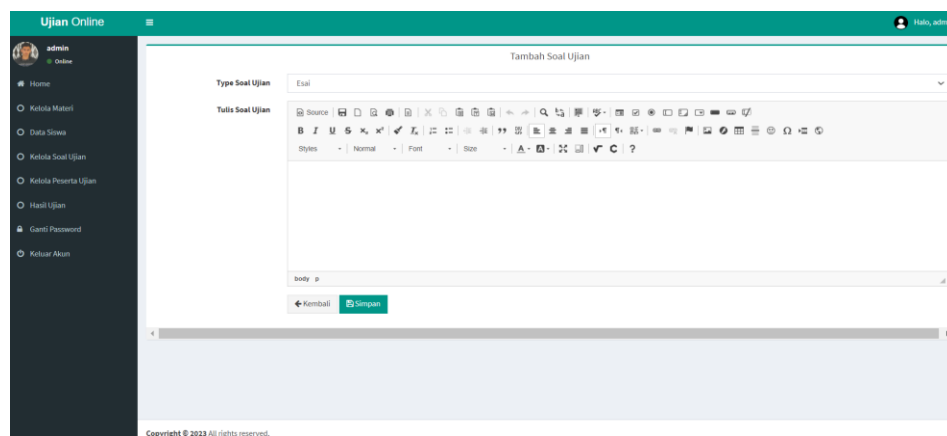 Ujian Online
Halo, adm
admin
Online
Home
Kelola Materi
Data Siswa
Kelola Soal Ujian
Kelola Peserta Ujian
Hasil Ujian
Ganti Password
Keluar Akun
Tambah Soal Ujian
Type Soal Ujian
Esai
Tulis Soal Ujian
Source
Styles Normal Font Size
body p
Kembali Simpan
Copyright © 2023 All rights reserved.